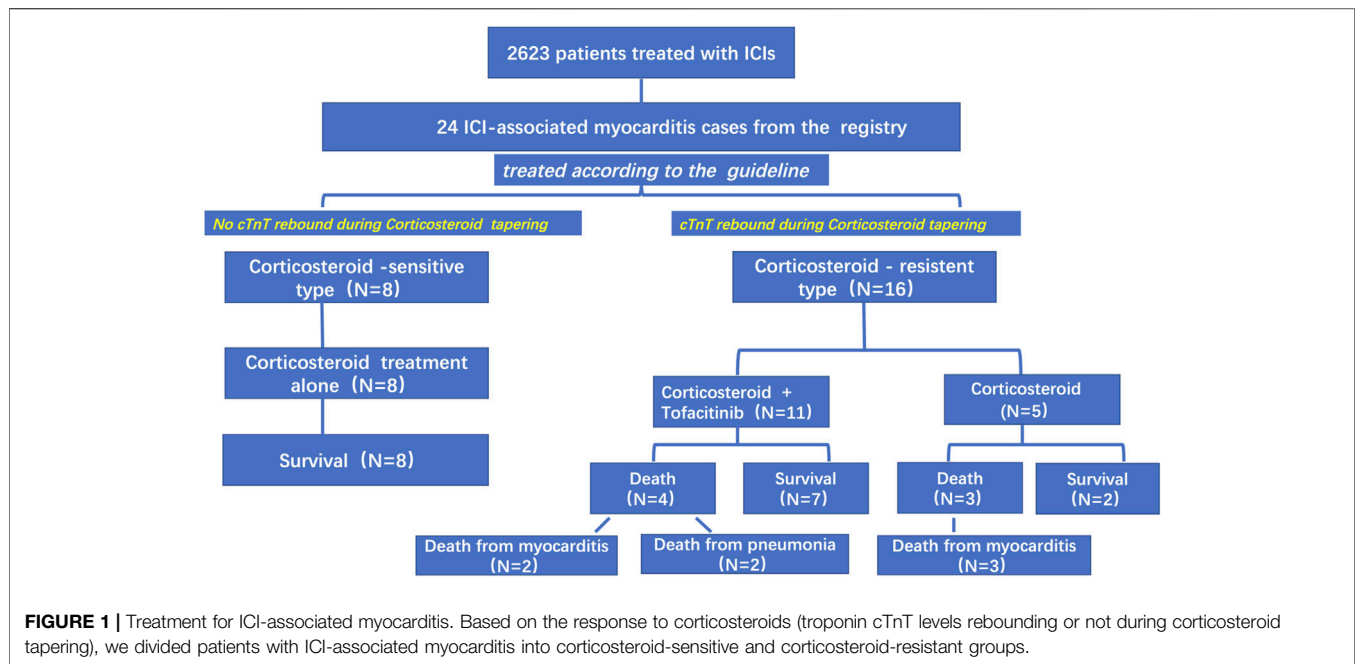 2623 patients treated with ICIs
24 ICI-associated myocarditis cases from the registry
treated according to the guideline
No cTnT rebound during Corticosteroid tapering
cTnT rebound during Corticosteroid tapering
Corticosteroid -sensitive
type (N=8)
Corticosteroid - resistent
type (N=16)
Corticosteroid treatment
alone (N=8)
Corticosteroid +
Tofacitinib (N=11)
Corticosteroid
(N=5)
Survival (N=8)
Death
(N=4)
Survival
(N=7)
Death
(N=3)
Survival
(N=2)
Death from myocarditis
(N=2)
Death from pneumonia
(N=2)
Death from myocarditis
(N=3)
FIGURE 1 | Treatment for ICI-associated myocarditis. Based on the response to corticosteroids (troponin cTnT levels rebounding or not during corticosteroid
tapering), we divided patients with ICI-associated myocarditis into corticosteroid-sensitive and corticosteroid-resistant groups.